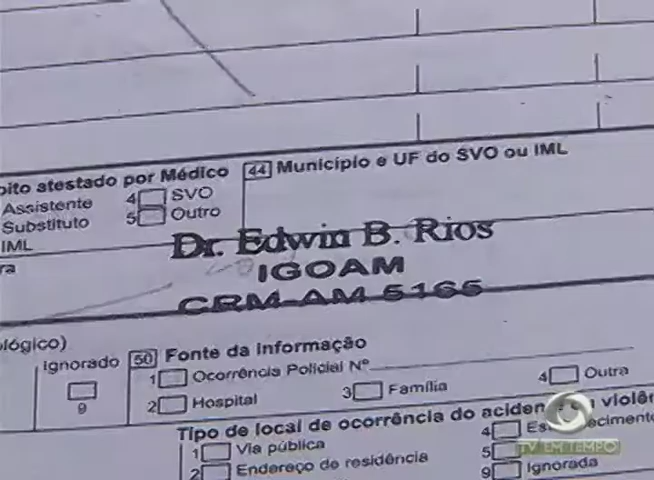 óbito atestado por Médico
44 Município e UF do SVO ou IML
Assistente 4 SVO
Substituto 5 Outro
IML
Dr. Edwin B. Rios
IGOAM
CRM-AM 5165
ológico)
Ignorado
9
50 Fonte da informação
1 Ocorrência Policial Nº
2 Hospital 3 Família 4 Outra
Tipo de local de ocorrência do aciden
1 Via pública 4
2 Endereço de residência 5
9 Ignorada
TV EM TEMPO